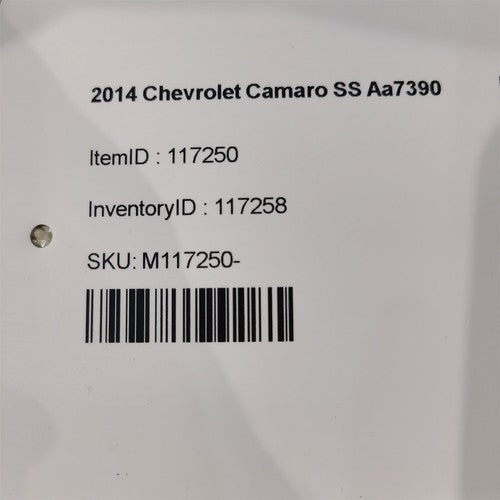 2014 Chevrolet Camaro SS Aa7390
ItemID : 117250
InventoryID : 117258
SKU: M117250-